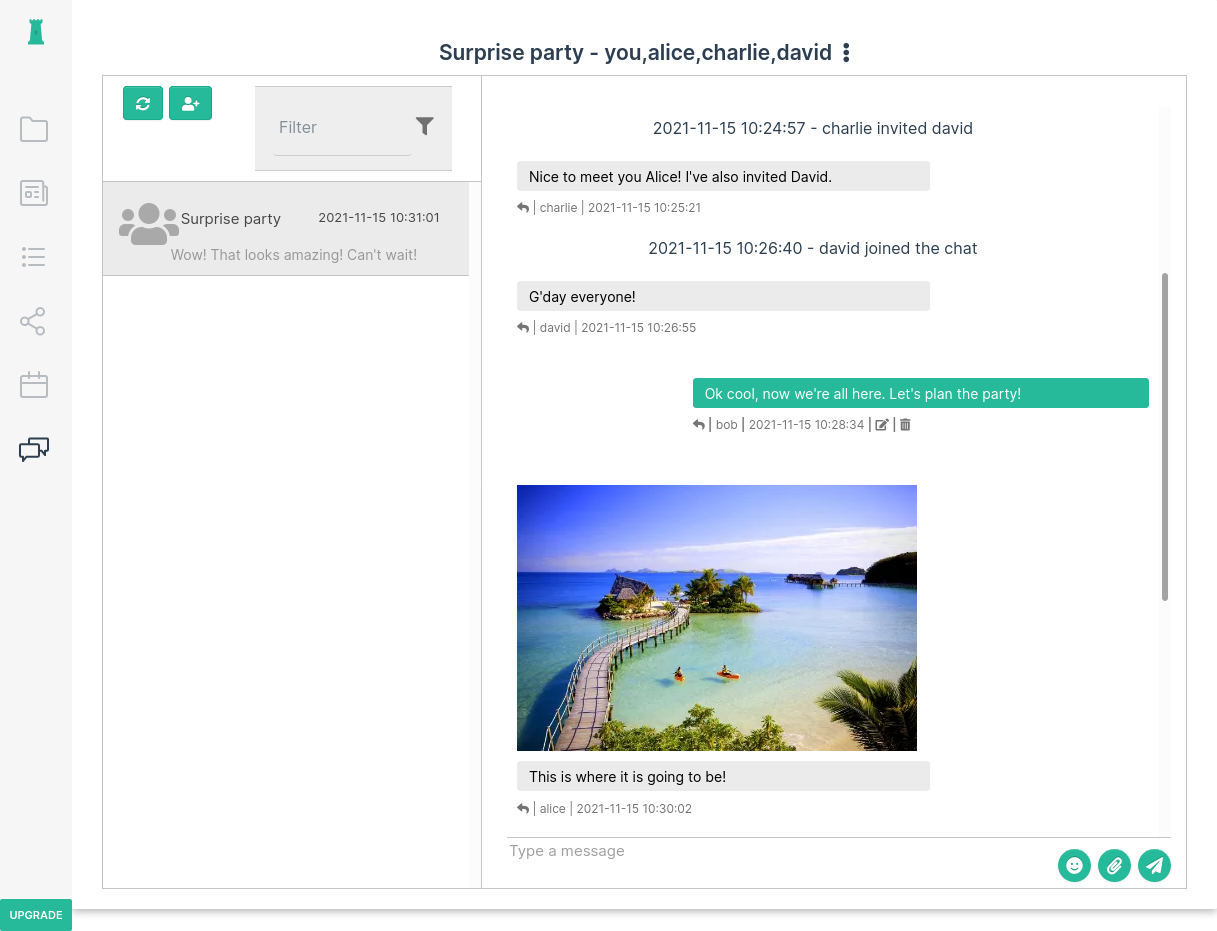 Surprise party - you,alice,charlie,david
Filter
Surprise party 2021-11-15 10:31:01
Wow! That looks amazing! Can't wait!
2021-11-15 10:24:57 - charlie invited david
Nice to meet you Alice! I've also invited David.
| charlie | 2021-11-15 10:25:21
2021-11-15 10:26:40 - david joined the chat
G'day everyone!
| david | 2021-11-15 10:26:55
Ok cool, now we're all here. Let's plan the party!
| bob | 2021-11-15 10:28:34 | |
This is where it is going to be!
| alice | 2021-11-15 10:30:02
Type a message
UPGRADE